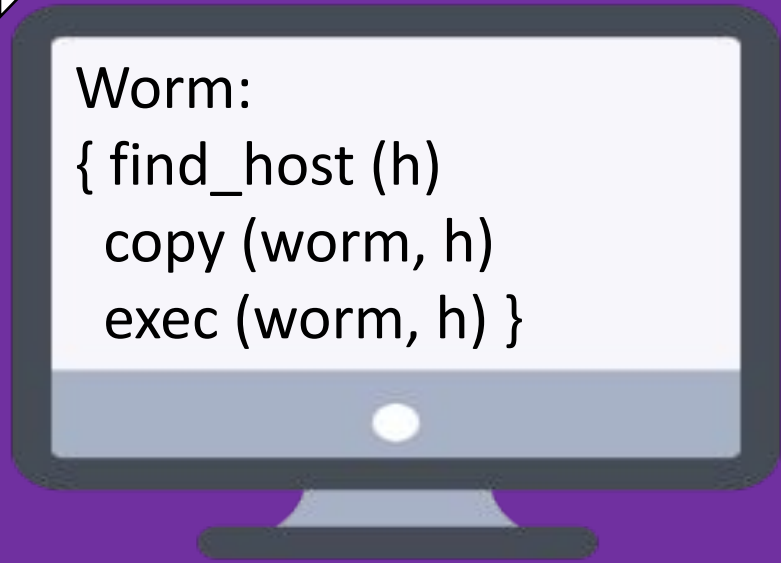 Worm:
{ find_host (h)
copy (worm, h)
exec (worm, h) }